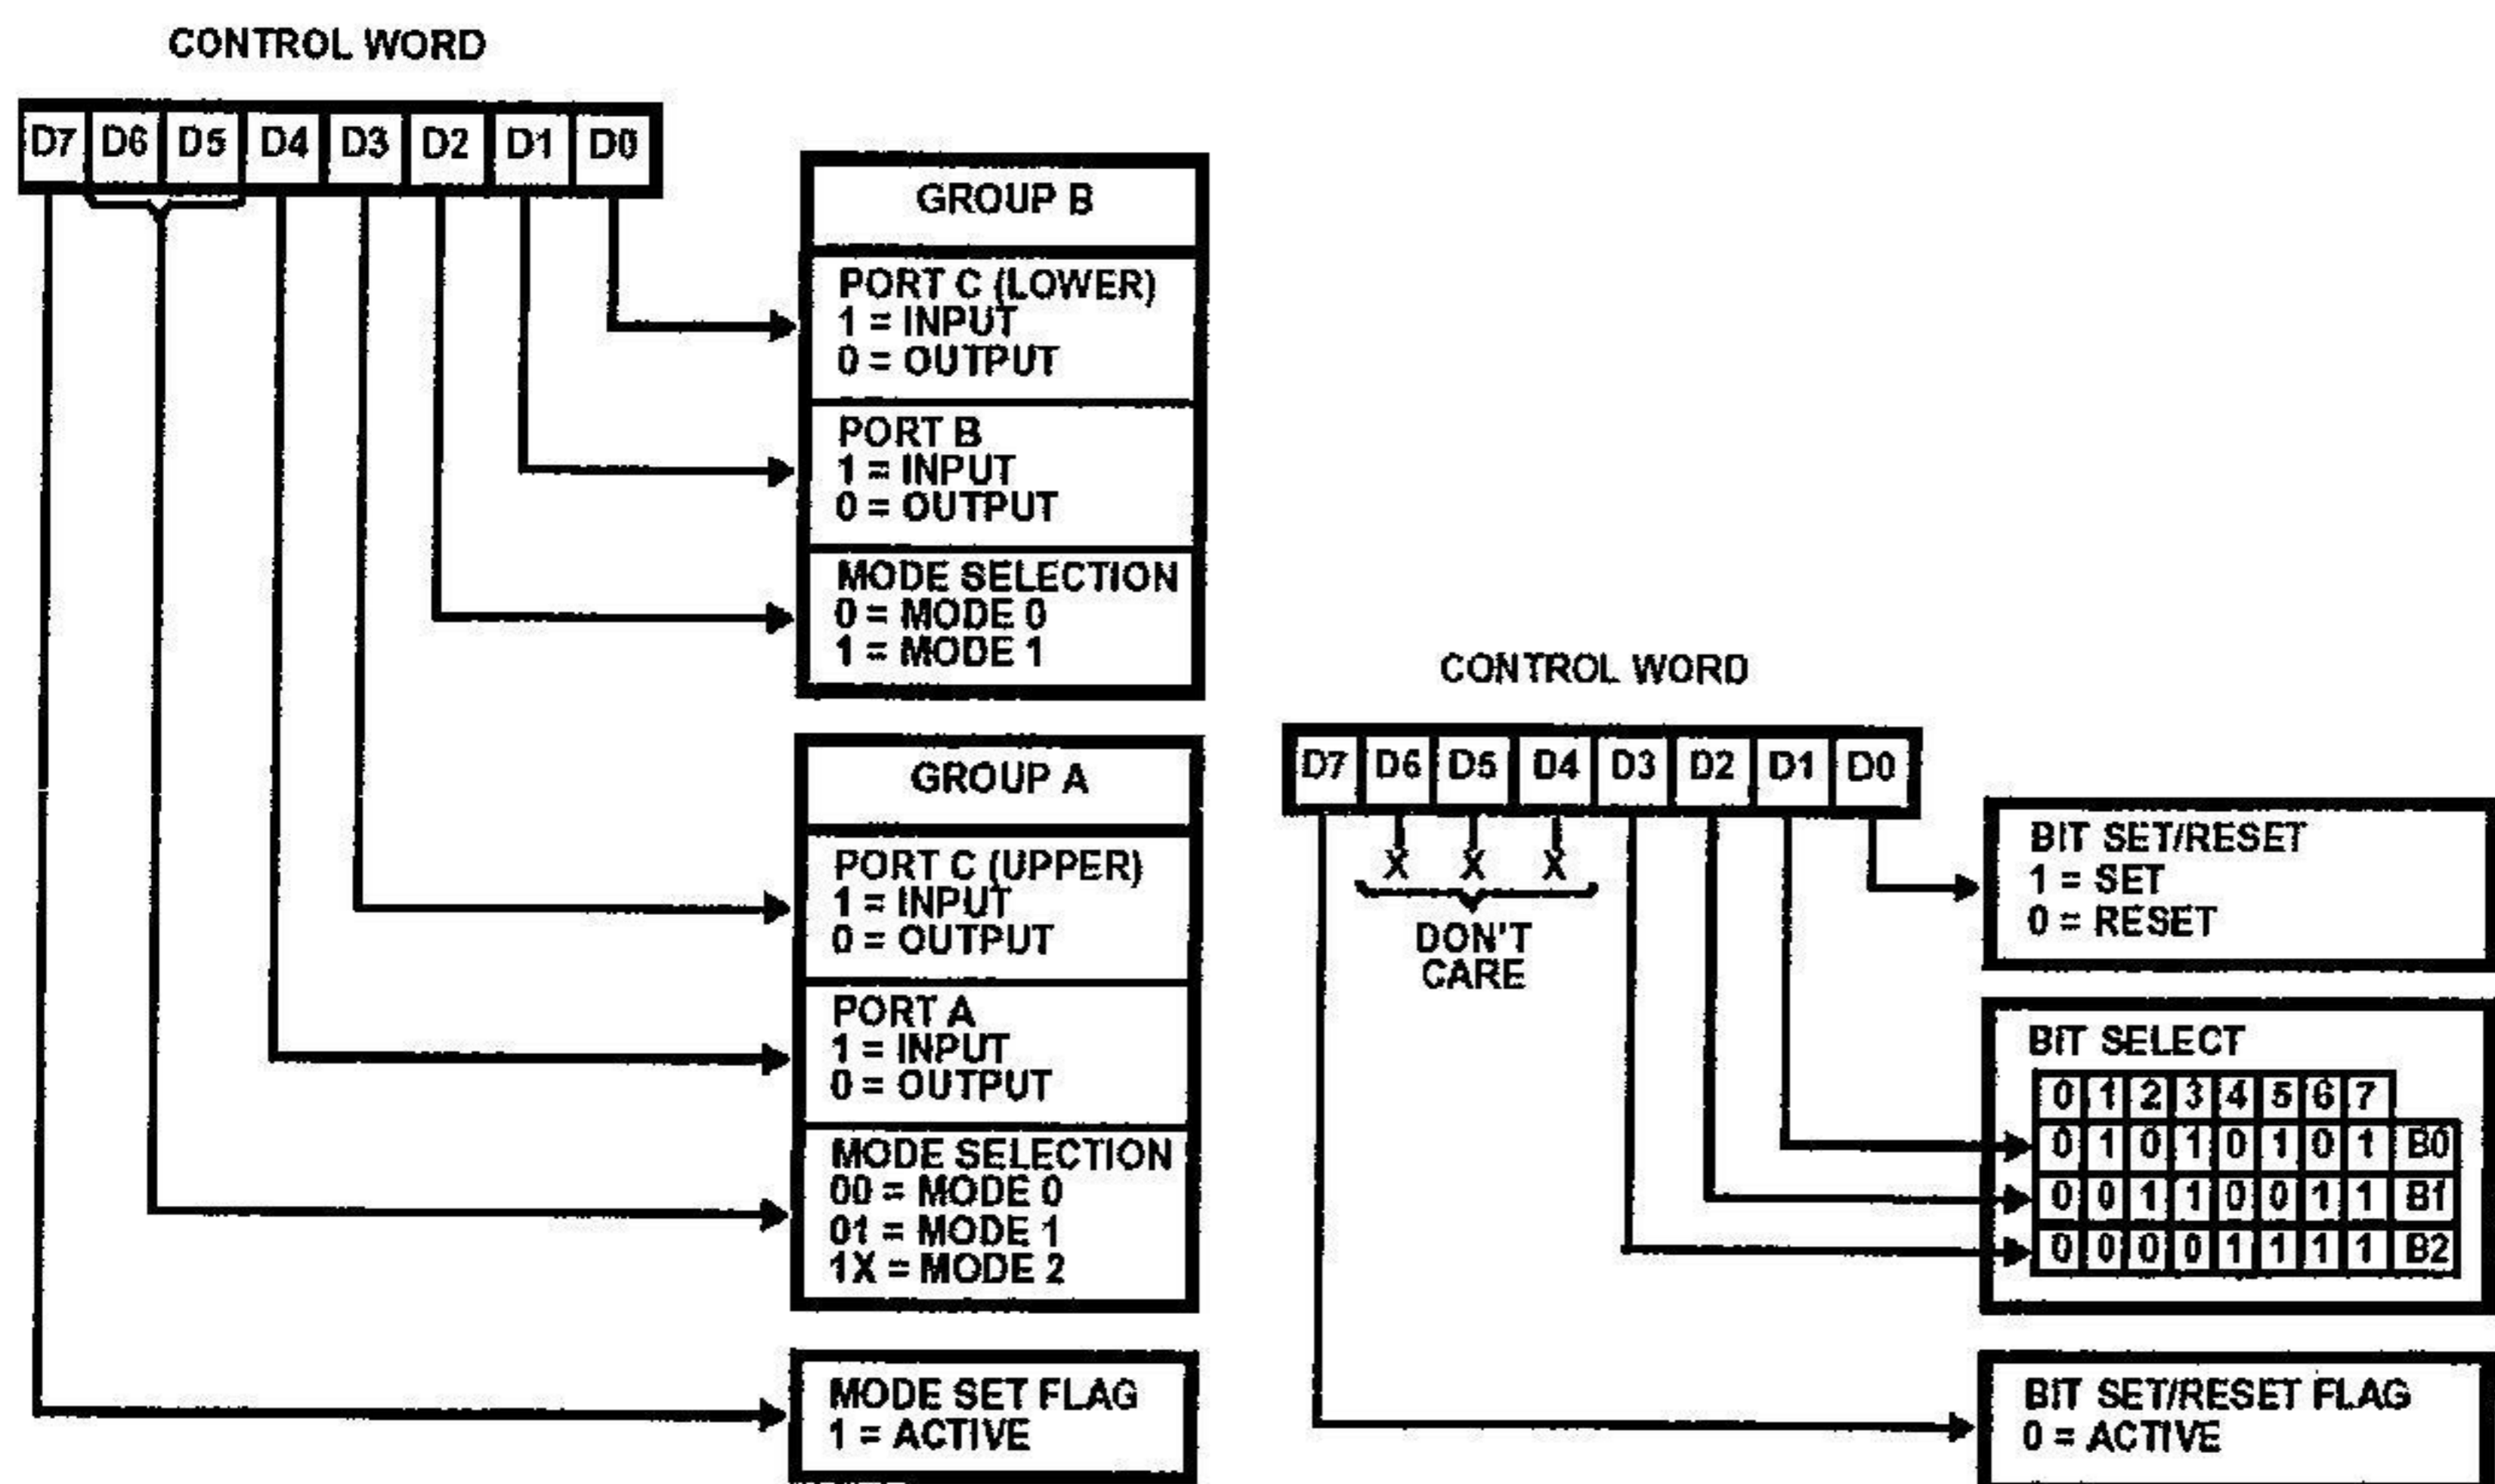 CONTROL WORD
D7 D6 D5 D4 D3 D2 D1 D0
GROUP B
PORT C (LOWER)
1 = INPUT
0 = OUTPUT
PORT B
1 = INPUT
0 = OUTPUT
MODE SELECTION
0 = MODE 0
1 = MODE 1
GROUP A
PORT C (UPPER)
1 = INPUT
0 = OUTPUT
PORT A
1 = INPUT
0 = OUTPUT
MODE SELECTION
00 = MODE 0
01 = MODE 1
1X = MODE 2
MODE SET FLAG
1 = ACTIVE
CONTROL WORD
D7 D6 D5 D4 D3 D2 D1 D0
X X X
DON'T
CARE
BIT SET/RESET
1 = SET
0 = RESET
BIT SELECT
0 1 2 3 4 5 6 7
0 1 0 1 0 1 0 1 B0
0 0 1 1 0 0 1 1 B1
0 0 0 0 1 1 1 1 B2
BIT SET/RESET FLAG
0 = ACTIVE